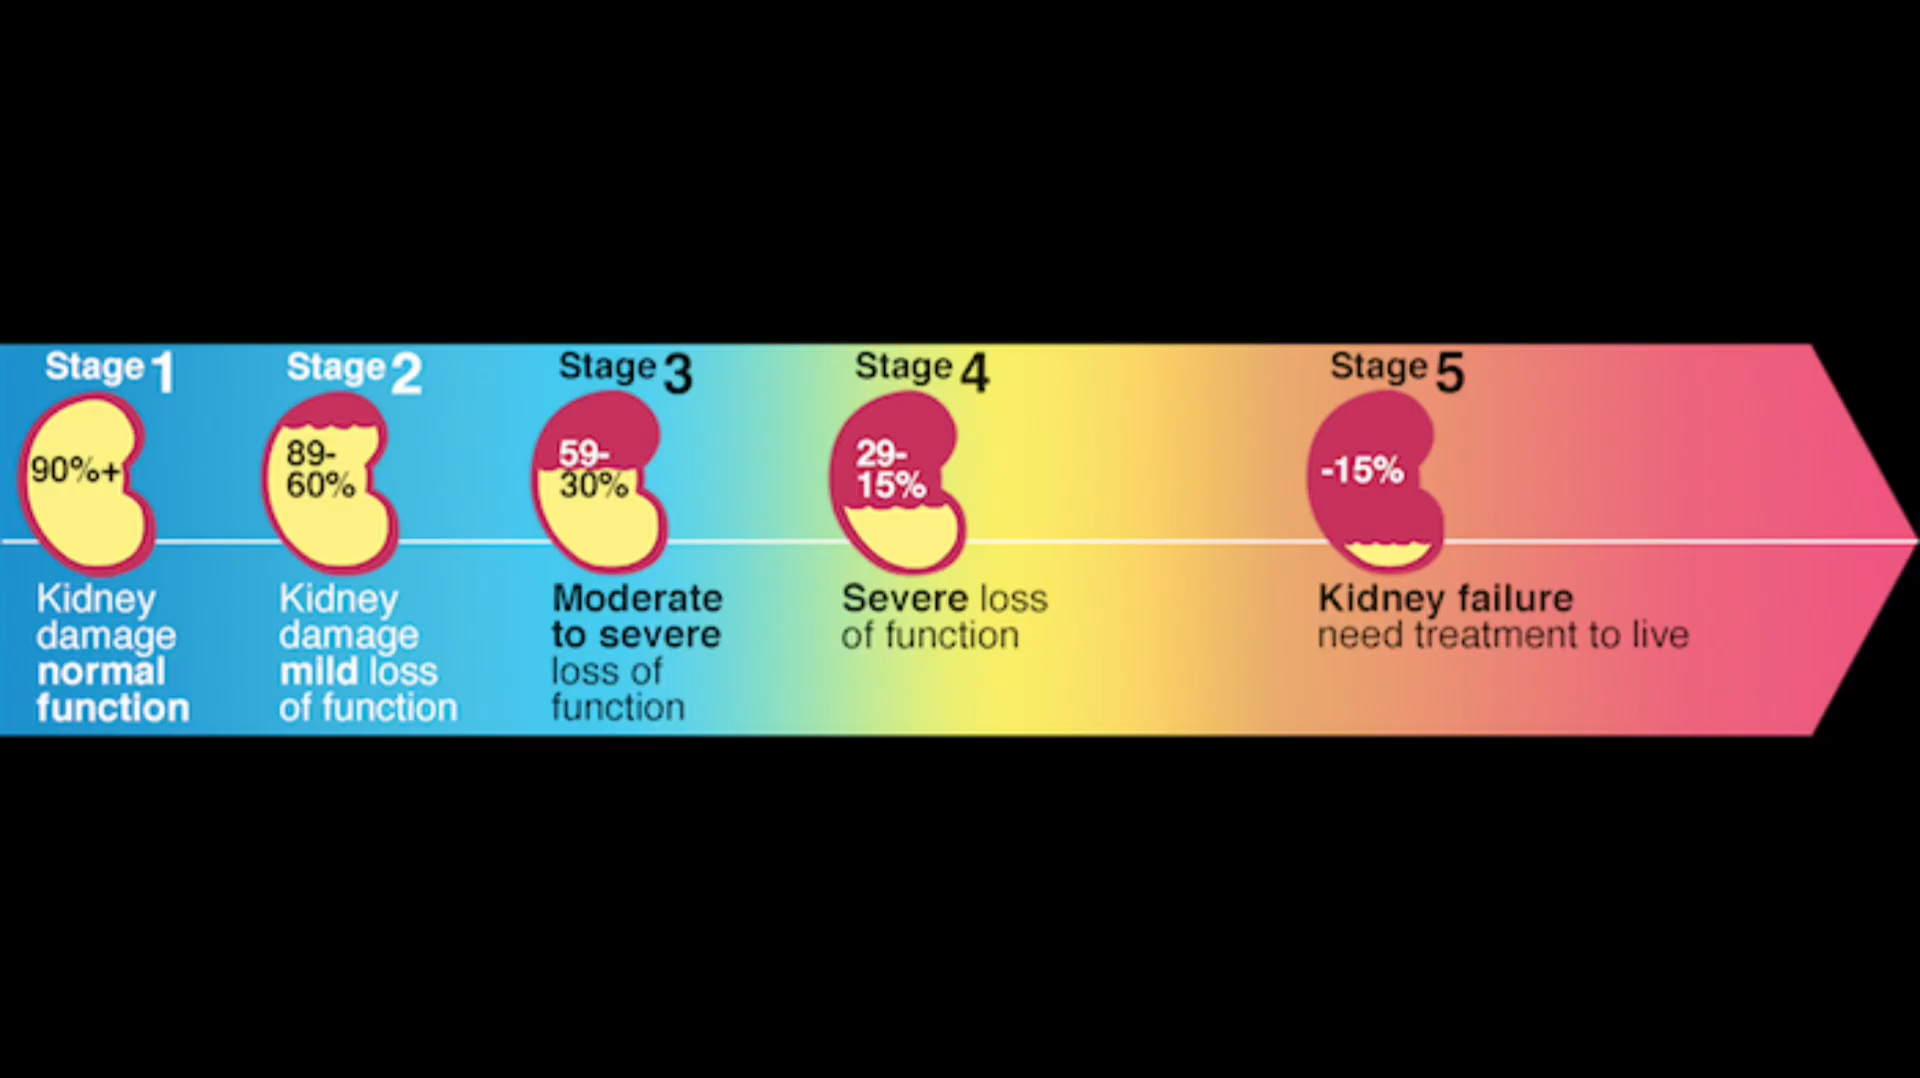 Stage 1
90%+
Kidney
damage
normal
function
Stage 2
89-
60%
Kidney
damage
mild loss
of function
Stage 3
59-
30%
Moderate
to severe
loss of
function
Stage 4
29-
15%
Severe loss
of function
Stage 5
-15%
Kidney failure
need treatment to live